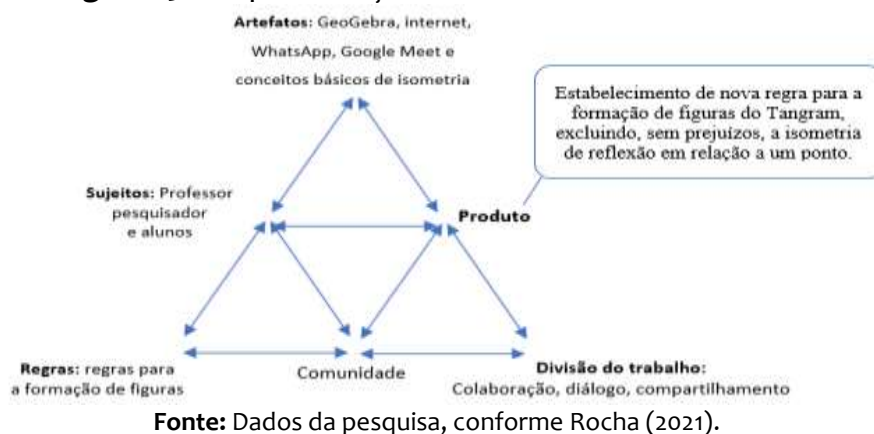 Artefatos: GeoGebra, internet,
WhatsApp, Google Meet e
conceitos básicos de isometria
Estabelecimento de nova regra para a
formação de figuras do Tangram,
excluindo, sem prejuízos, a isometria
de reflexão em relação a um ponto.
Sujeitos: Professor
pesquisador
e alunos
Produto
Regras: regras para
a formação de figuras
Comunidade
Divisão do trabalho:
Colaboração, diálogo, compartilhamento
Fonte: Dados da pesquisa, conforme Rocha (2021).